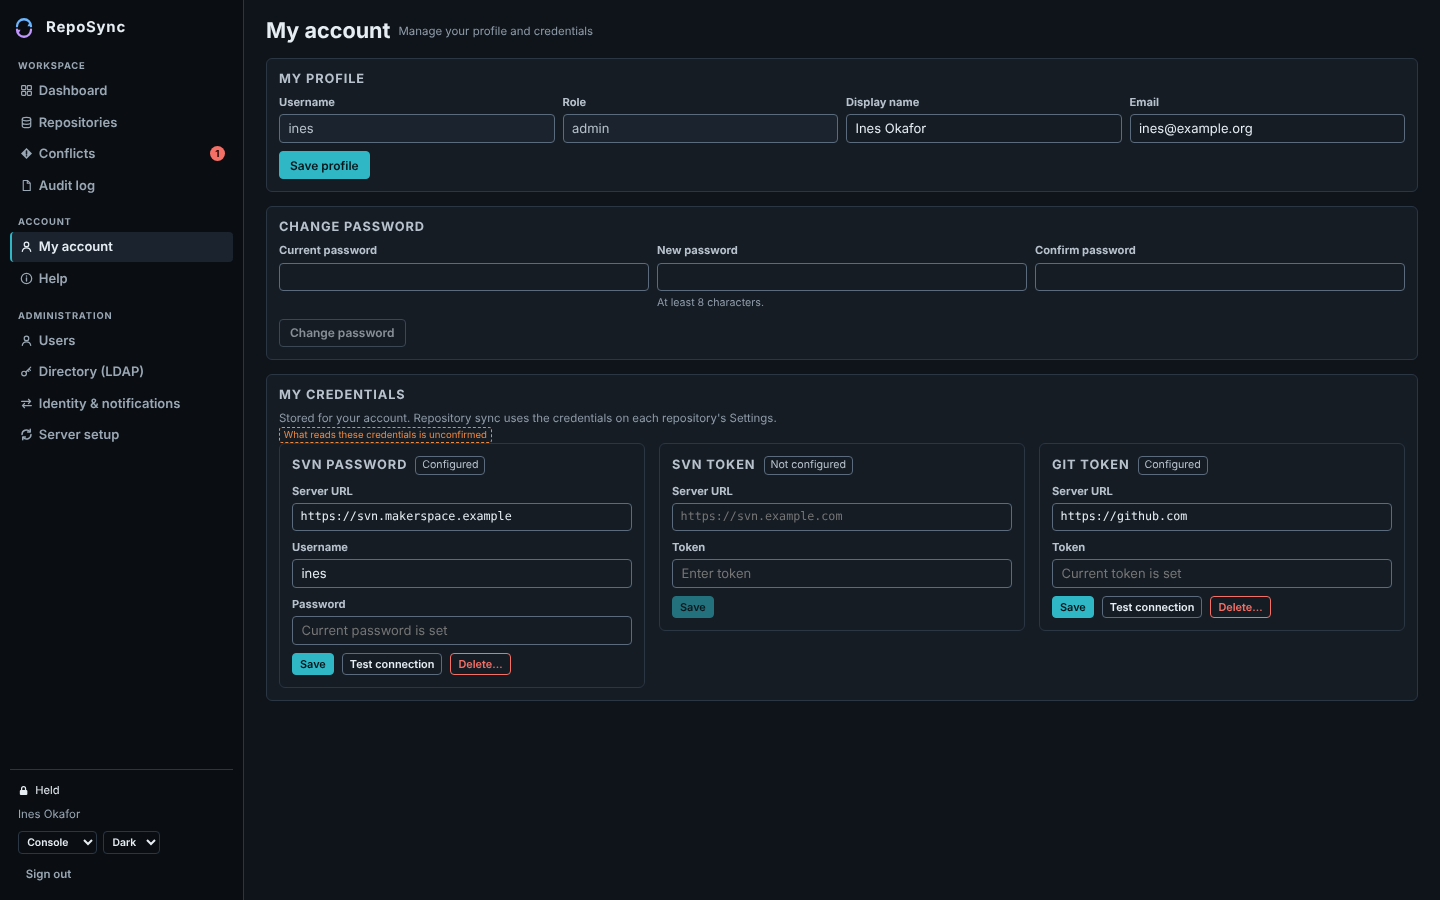 RepoSync
WORKSPACE
Dashboard
Repositories
Conflicts
1
Audit log
ACCOUNT
My account
Help
ADMINISTRATION
Users
Directory (LDAP)
Identity & notifications
Server setup
Held
Ines Okafor
Console
Dark
Sign out
My account
Manage your profile and credentials
MY PROFILE
Username
Role
Display name
Email
ines
admin
Ines Okafor
ines@example.org
Save profile
CHANGE PASSWORD
Current password
New password
Confirm password
At least 8 characters.
Change password
MY CREDENTIALS
Stored for your account. Repository sync uses the credentials on each repository's Settings.
What reads these credentials is unconfirmed
SVN PASSWORD
Configured
Server URL
https://svn.makerspace.example
Username
ines
Password
Current password is set
Save
Test connection
Delete...
SVN TOKEN
Not configured
Server URL
https://svn.example.com
Token
Enter token
Save
GIT TOKEN
Configured
Server URL
https://github.com
Token
Current token is set
Save
Test connection
Delete...